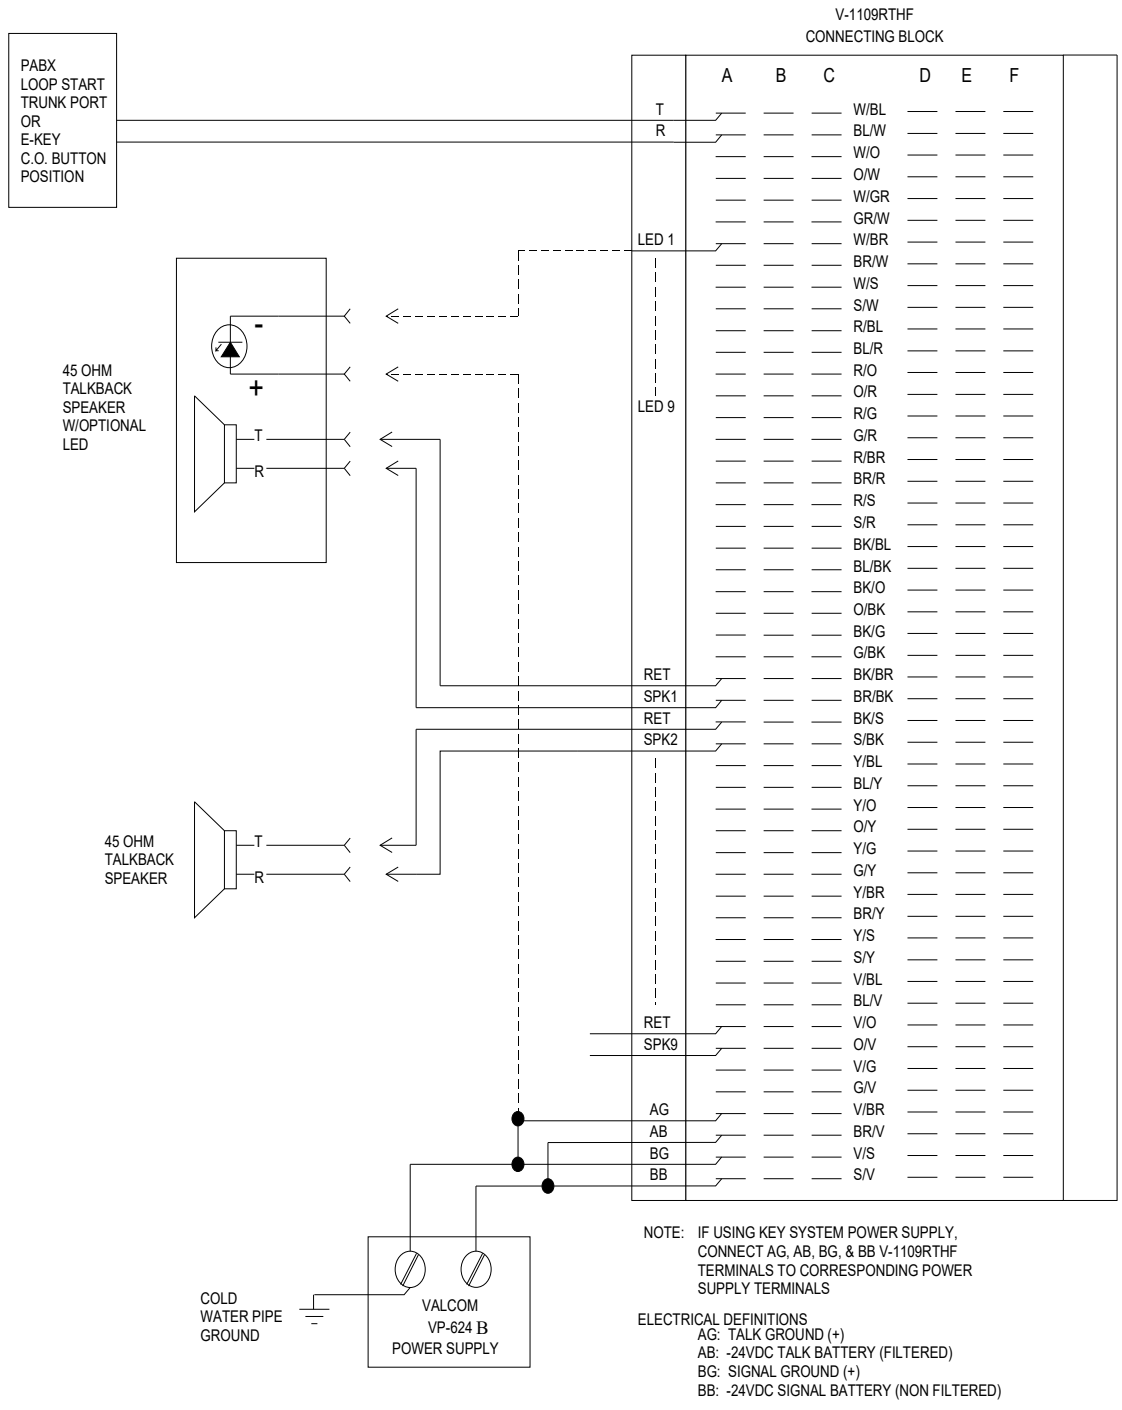 V-1109RTHF
CONNECTING BLOCK
PABX
LOOP START
TRUNK PORT
OR
E-KEY
C.O. BUTTON
POSITION
A B C D E F
T W/BL
R BL/W
W/O
O/W
W/GR
GR/W
LED 1 W/BR
BR/W
W/S
S/W
R/BL
BL/R
R/O
O/R
LED 9 R/G
G/R
R/BR
BR/R
R/S
S/R
BK/BL
BL/BK
BK/O
O/BK
BK/G
G/BK
RET BK/BR
SPK1 BR/BK
RET BK/S
SPK2 S/BK
Y/BL
BL/Y
Y/O
O/Y
Y/G
G/Y
Y/BR
BR/Y
Y/S
S/Y
V/BL
BL/V
RET V/O
SPK9 O/V
V/G
G/V
AG V/BR
AB BR/V
BG V/S
BB S/V
-
+
45 OHM
TALKBACK
SPEAKER
W/OPTIONAL
LED
T
R
45 OHM
TALKBACK
SPEAKER
T
R
COLD
WATER PIPE
GROUND
VALCOM
VP-624 B
POWER SUPPLY
NOTE: IF USING KEY SYSTEM POWER SUPPLY,
CONNECT AG, AB, BG, & BB V-1109RTHF
TERMINALS TO CORRESPONDING POWER
SUPPLY TERMINALS
ELECTRICAL DEFINITIONS
AG: TALK GROUND (+)
AB: -24VDC TALK BATTERY (FILTERED)
BG: SIGNAL GROUND (+)
BB: -24VDC SIGNAL BATTERY (NON FILTERED)